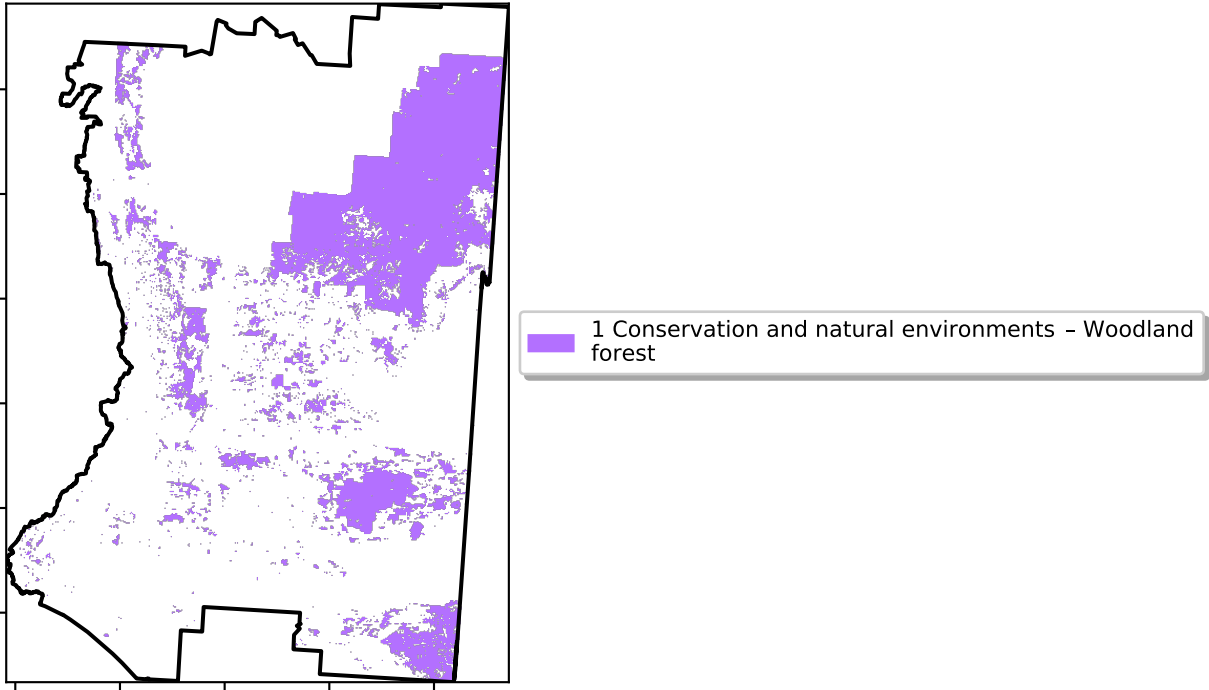 1 Conservation and natural environments – Woodland
forest